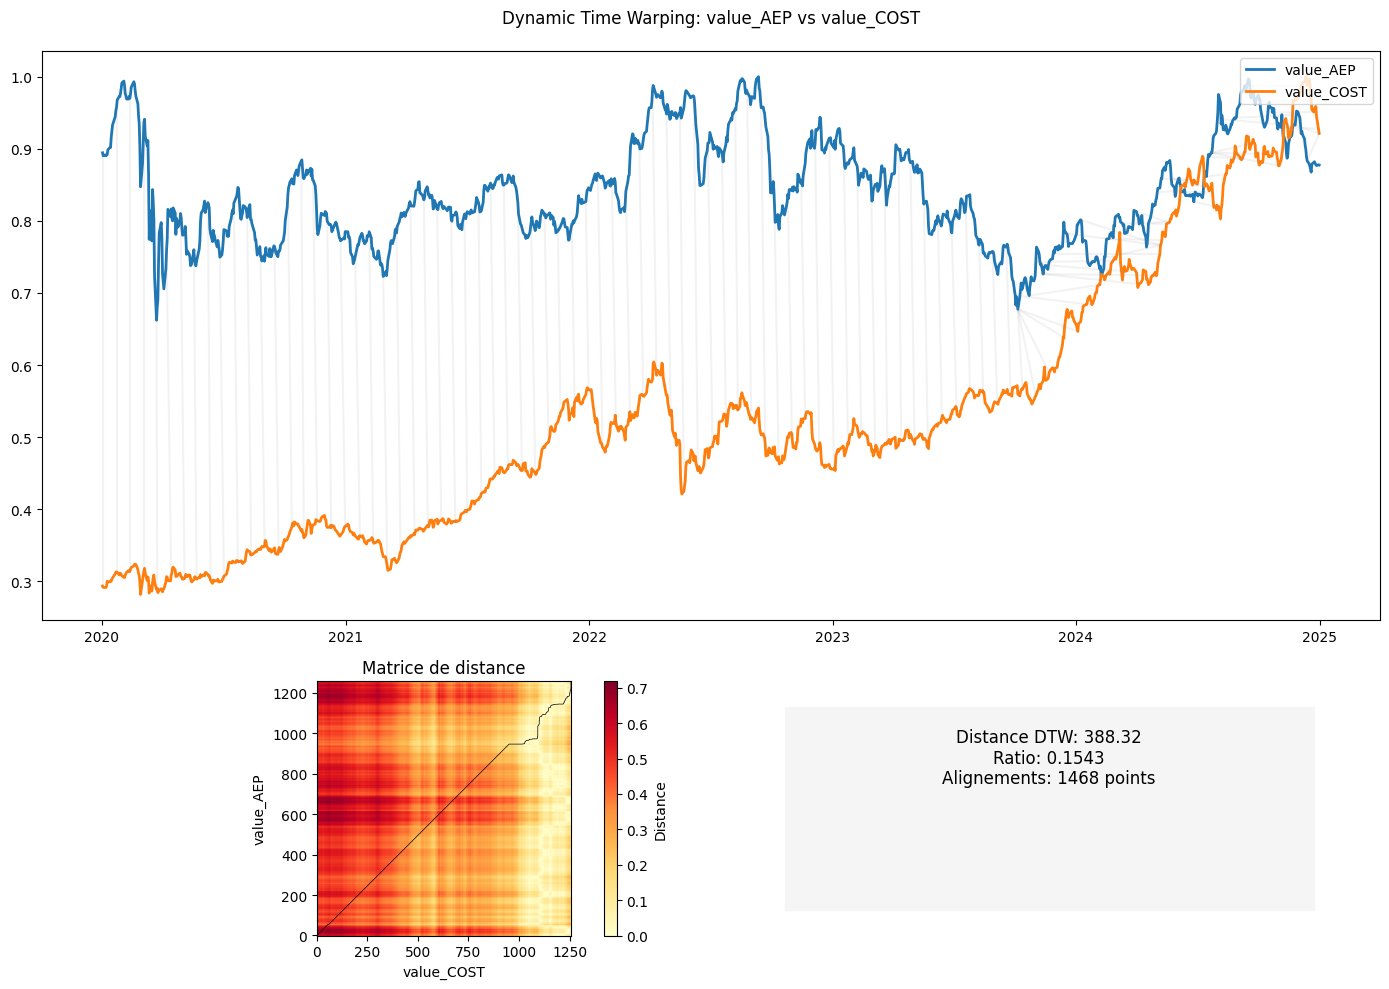 Dynamic Time Warping: value_AEP vs value_COST
value_AEP
value_COST
1.0
0.9
0.8
0.7
0.6
0.5
0.4
0.3
2020 2021 2022 2023 2024 2025
Matrice de distance
value_AEP
1200
1000
800
600
400
200
0
0 250 500 750 1000 1250
value_COST
0.7
0.6
0.5
0.4
0.3
0.2
0.1
0.0
Distance
Distance DTW: 388.32
Ratio: 0.1543
Alignements: 1468 points